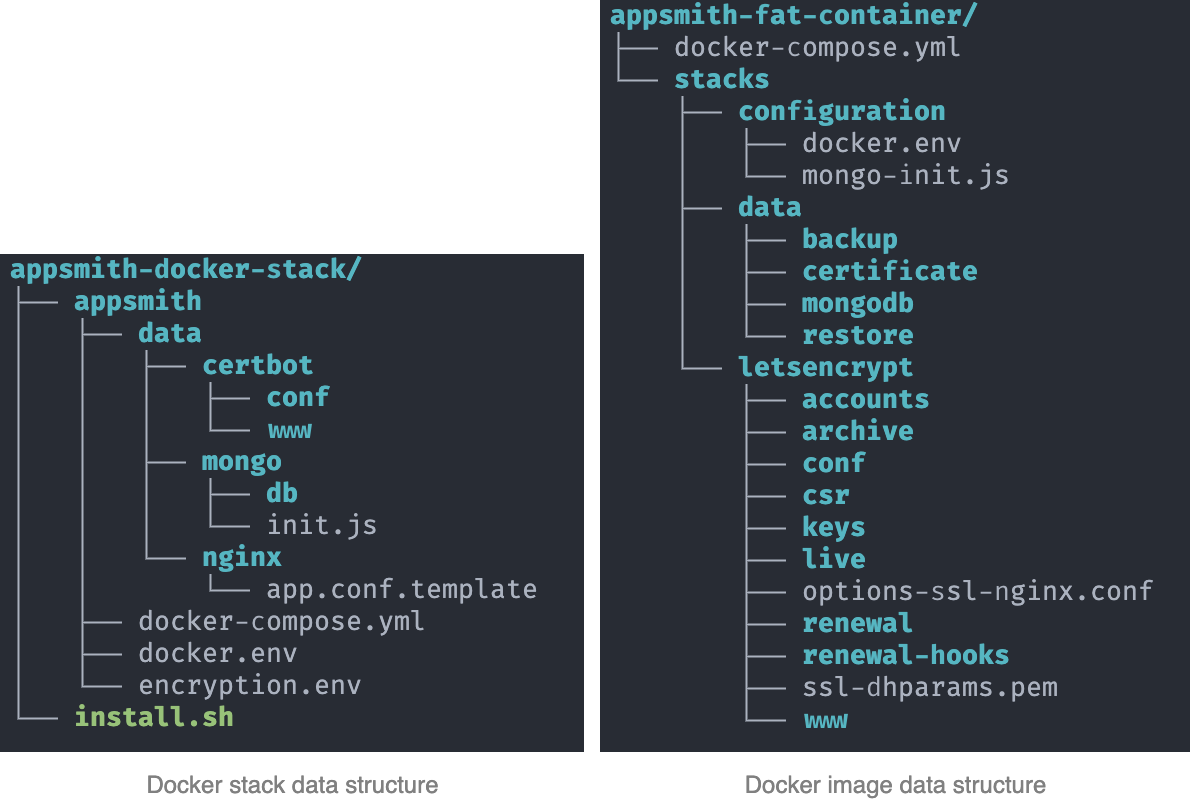 appsmith-docker-stack/
appsmith
data
certbot
conf
www
mongo
db
init.js
nginx
app.conf.template
docker-compose.yml
docker.env
encryption.env
install.sh
Docker stack data structure
appsmith-fat-container/
docker-compose.yml
stacks
configuration
docker.env
mongo-init.js
data
backup
certificate
mongodb
restore
letsencrypt
accounts
archive
conf
csr
keys
live
options-ssl-nginx.conf
renewal
renewal-hooks
ssl-dhparams.pem
www
Docker image data structure